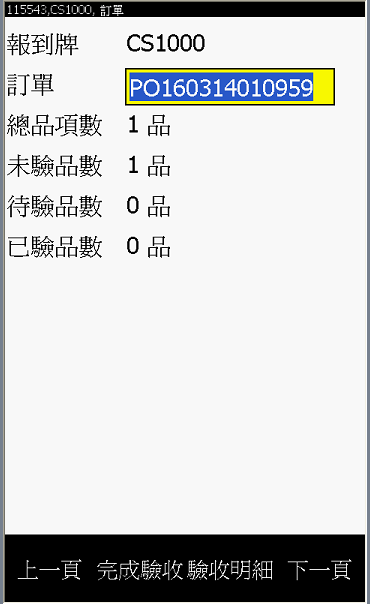 115543,CS1000, 訂單
報到牌 CS1000
訂單 PO160314010959
總品項數 1 品
未驗品數 1 品
待驗品數 0 品
已驗品數 0 品
上一頁 完成驗收 驗收明細 下一頁